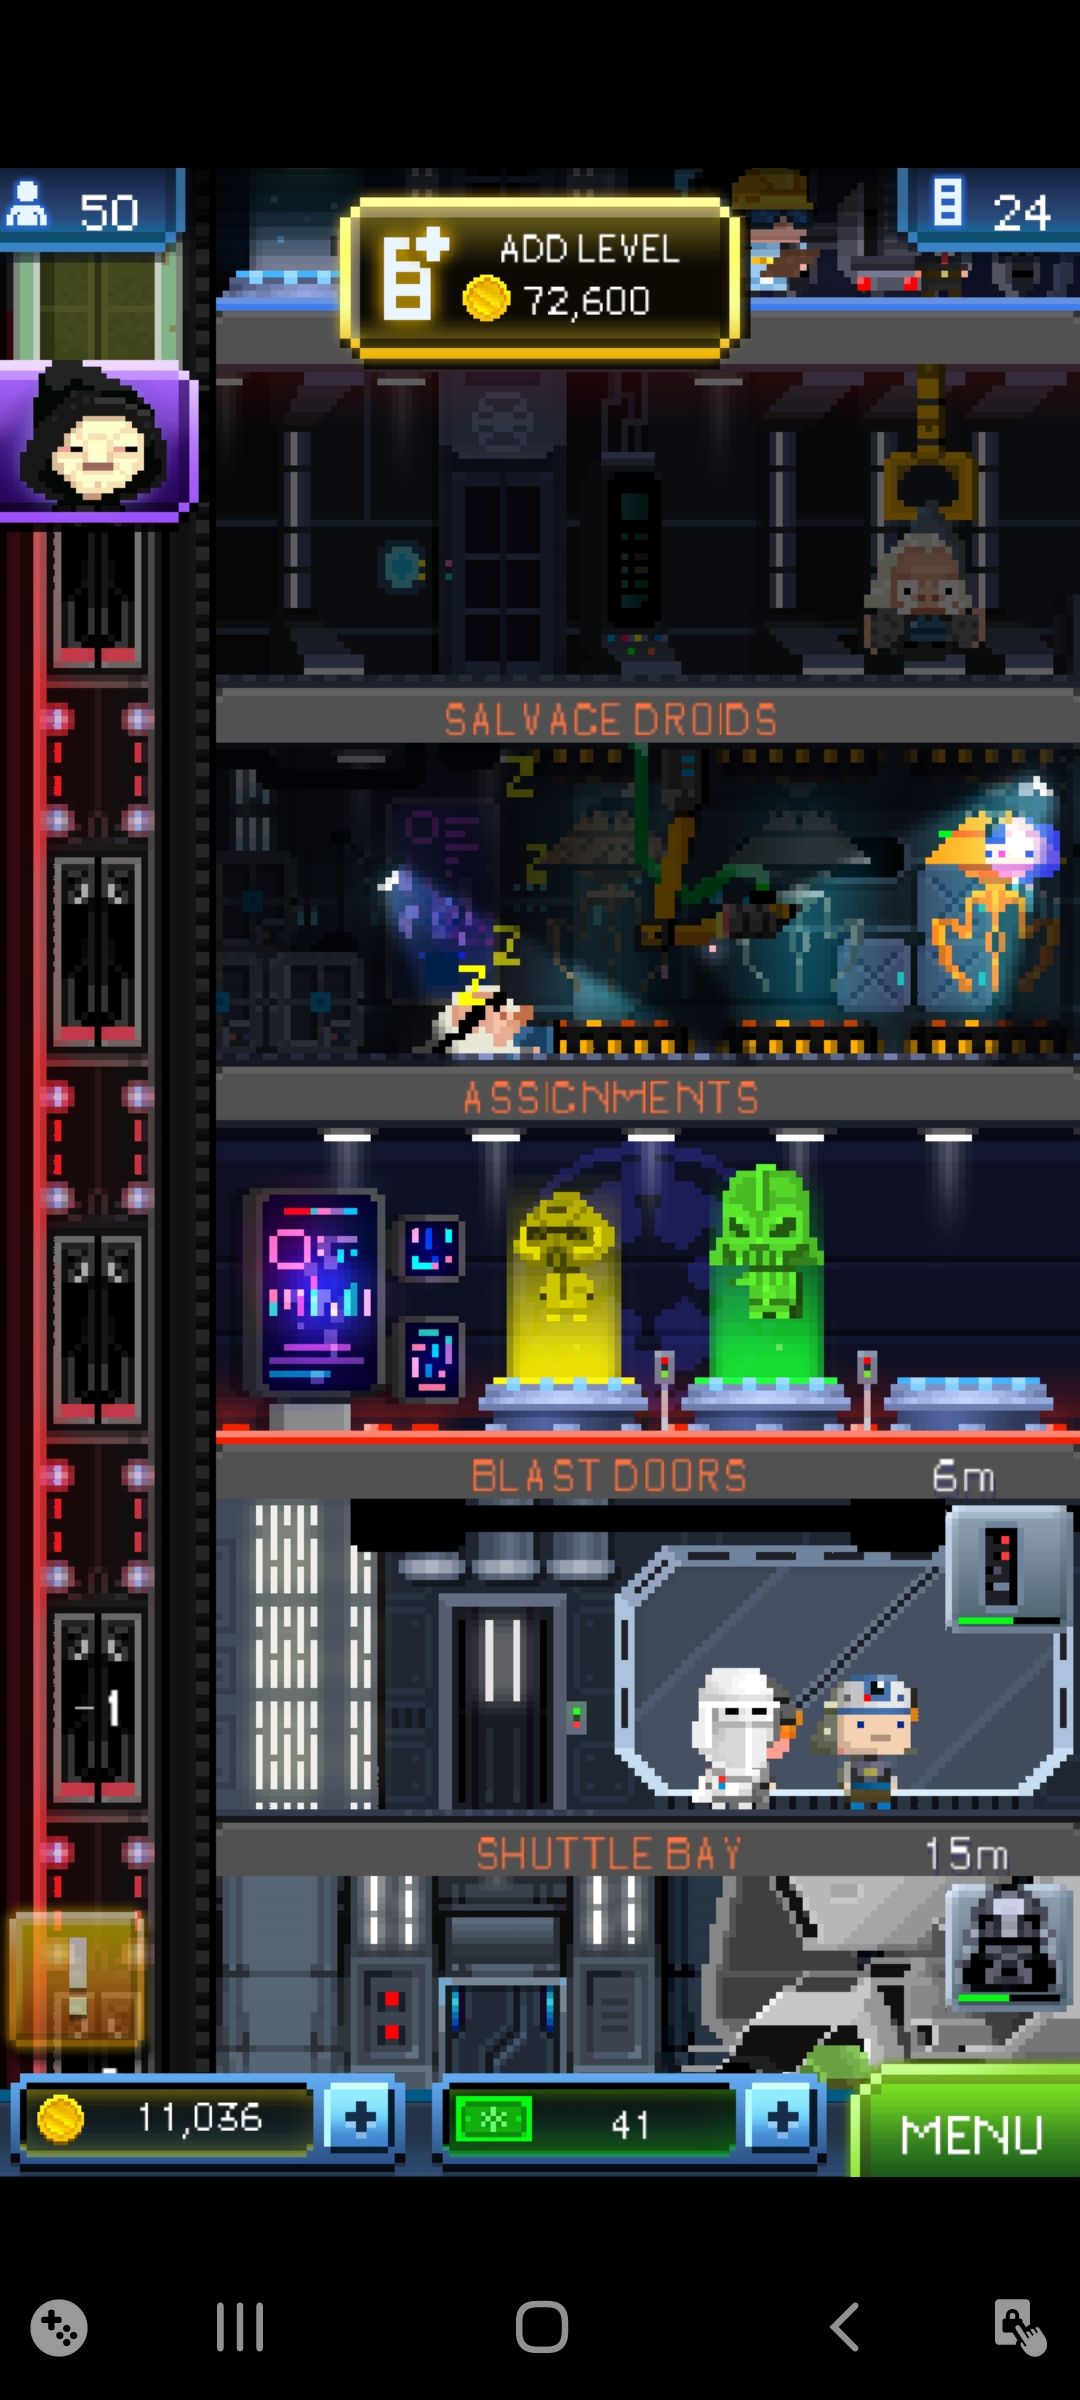 50
24
ADD LEVEL
72,600
SALVAGE DROIDS
Z
Z
Z
Z
ASSIGNMENTS
BLAST DOORS 6m
-1
SHUTTLE BAY 15m
!
11,036 +
41 +
MENU